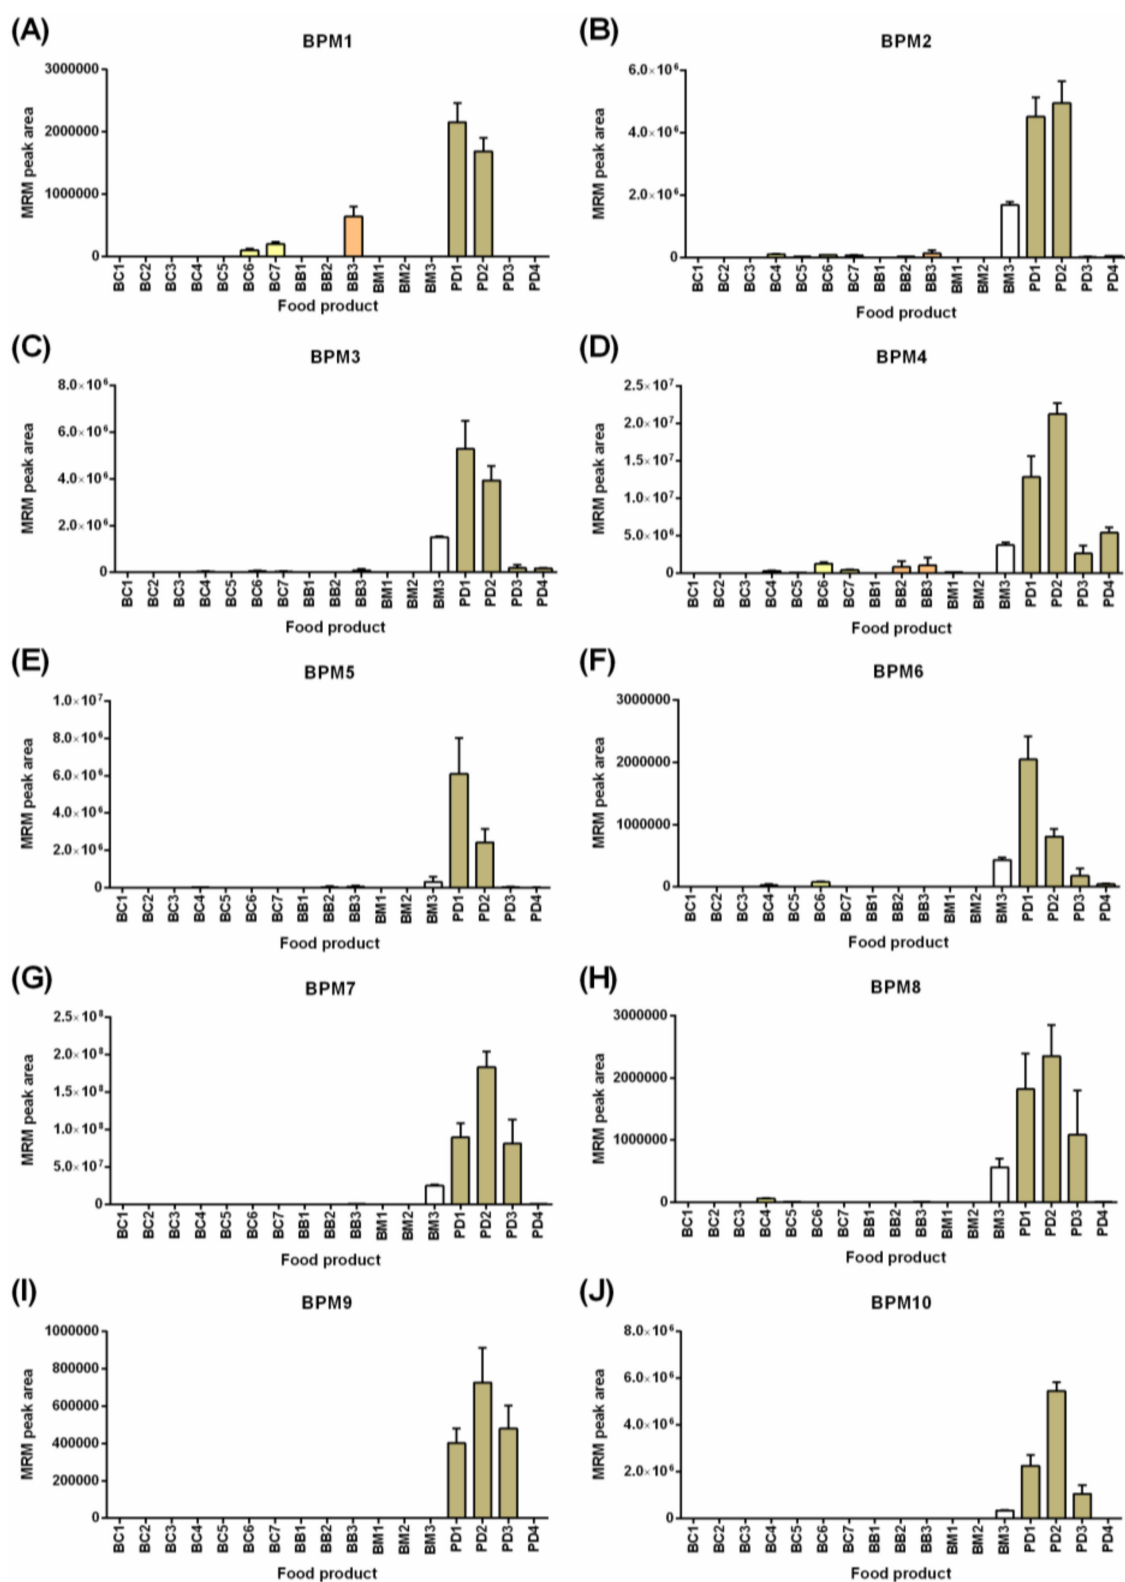 (A)
BPM1
MRM peak area
3000000
2000000
1000000
0
BC1 BC2 BC3 BC4 BC5 BC6 BC7 BB1 BB2 BB3 BM1 BM2 BM3 PD1 PD2 PD3 PD4
Food product
(B)
BPM2
MRM peak area
6.0×10⁶
4.0×10⁶
2.0×10⁶
0
BC1 BC2 BC3 BC4 BC5 BC6 BC7 BB1 BB2 BB3 BM1 BM2 BM3 PD1 PD2 PD3 PD4
Food product
(C)
BPM3
MRM peak area
8.0×10⁶
6.0×10⁶
4.0×10⁶
2.0×10⁶
0
BC1 BC2 BC3 BC4 BC5 BC6 BC7 BB1 BB2 BB3 BM1 BM2 BM3 PD1 PD2 PD3 PD4
Food product
(D)
BPM4
MRM peak area
2.5×10⁷
2.0×10⁷
1.5×10⁷
1.0×10⁷
5.0×10⁶
0
BC1 BC2 BC3 BC4 BC5 BC6 BC7 BB1 BB2 BB3 BM1 BM2 BM3 PD1 PD2 PD3 PD4
Food product
(E)
BPM5
MRM peak area
1.0×10⁷
8.0×10⁶
6.0×10⁶
4.0×10⁶
2.0×10⁶
0
BC1 BC2 BC3 BC4 BC5 BC6 BC7 BB1 BB2 BB3 BM1 BM2 BM3 PD1 PD2 PD3 PD4
Food product
(F)
BPM6
MRM peak area
3000000
2000000
1000000
0
BC1 BC2 BC3 BC4 BC5 BC6 BC7 BB1 BB2 BB3 BM1 BM2 BM3 PD1 PD2 PD3 PD4
Food product
(G)
BPM7
MRM peak area
2.5×10⁸
2.0×10⁸
1.5×10⁸
1.0×10⁸
5.0×10⁷
0
BC1 BC2 BC3 BC4 BC5 BC6 BC7 BB1 BB2 BB3 BM1 BM2 BM3 PD1 PD2 PD3 PD4
Food product
(H)
BPM8
MRM peak area
3000000
2000000
1000000
0
BC1 BC2 BC3 BC4 BC5 BC6 BC7 BB1 BB2 BB3 BM1 BM2 BM3 PD1 PD2 PD3 PD4
Food product
(I)
BPM9
MRM peak area
1000000
800000
600000
400000
200000
0
BC1 BC2 BC3 BC4 BC5 BC6 BC7 BB1 BB2 BB3 BM1 BM2 BM3 PD1 PD2 PD3 PD4
Food product
(J)
BPM10
MRM peak area
8.0×10⁶
6.0×10⁶
4.0×10⁶
2.0×10⁶
0
BC1 BC2 BC3 BC4 BC5 BC6 BC7 BB1 BB2 BB3 BM1 BM2 BM3 PD1 PD2 PD3 PD4
Food product